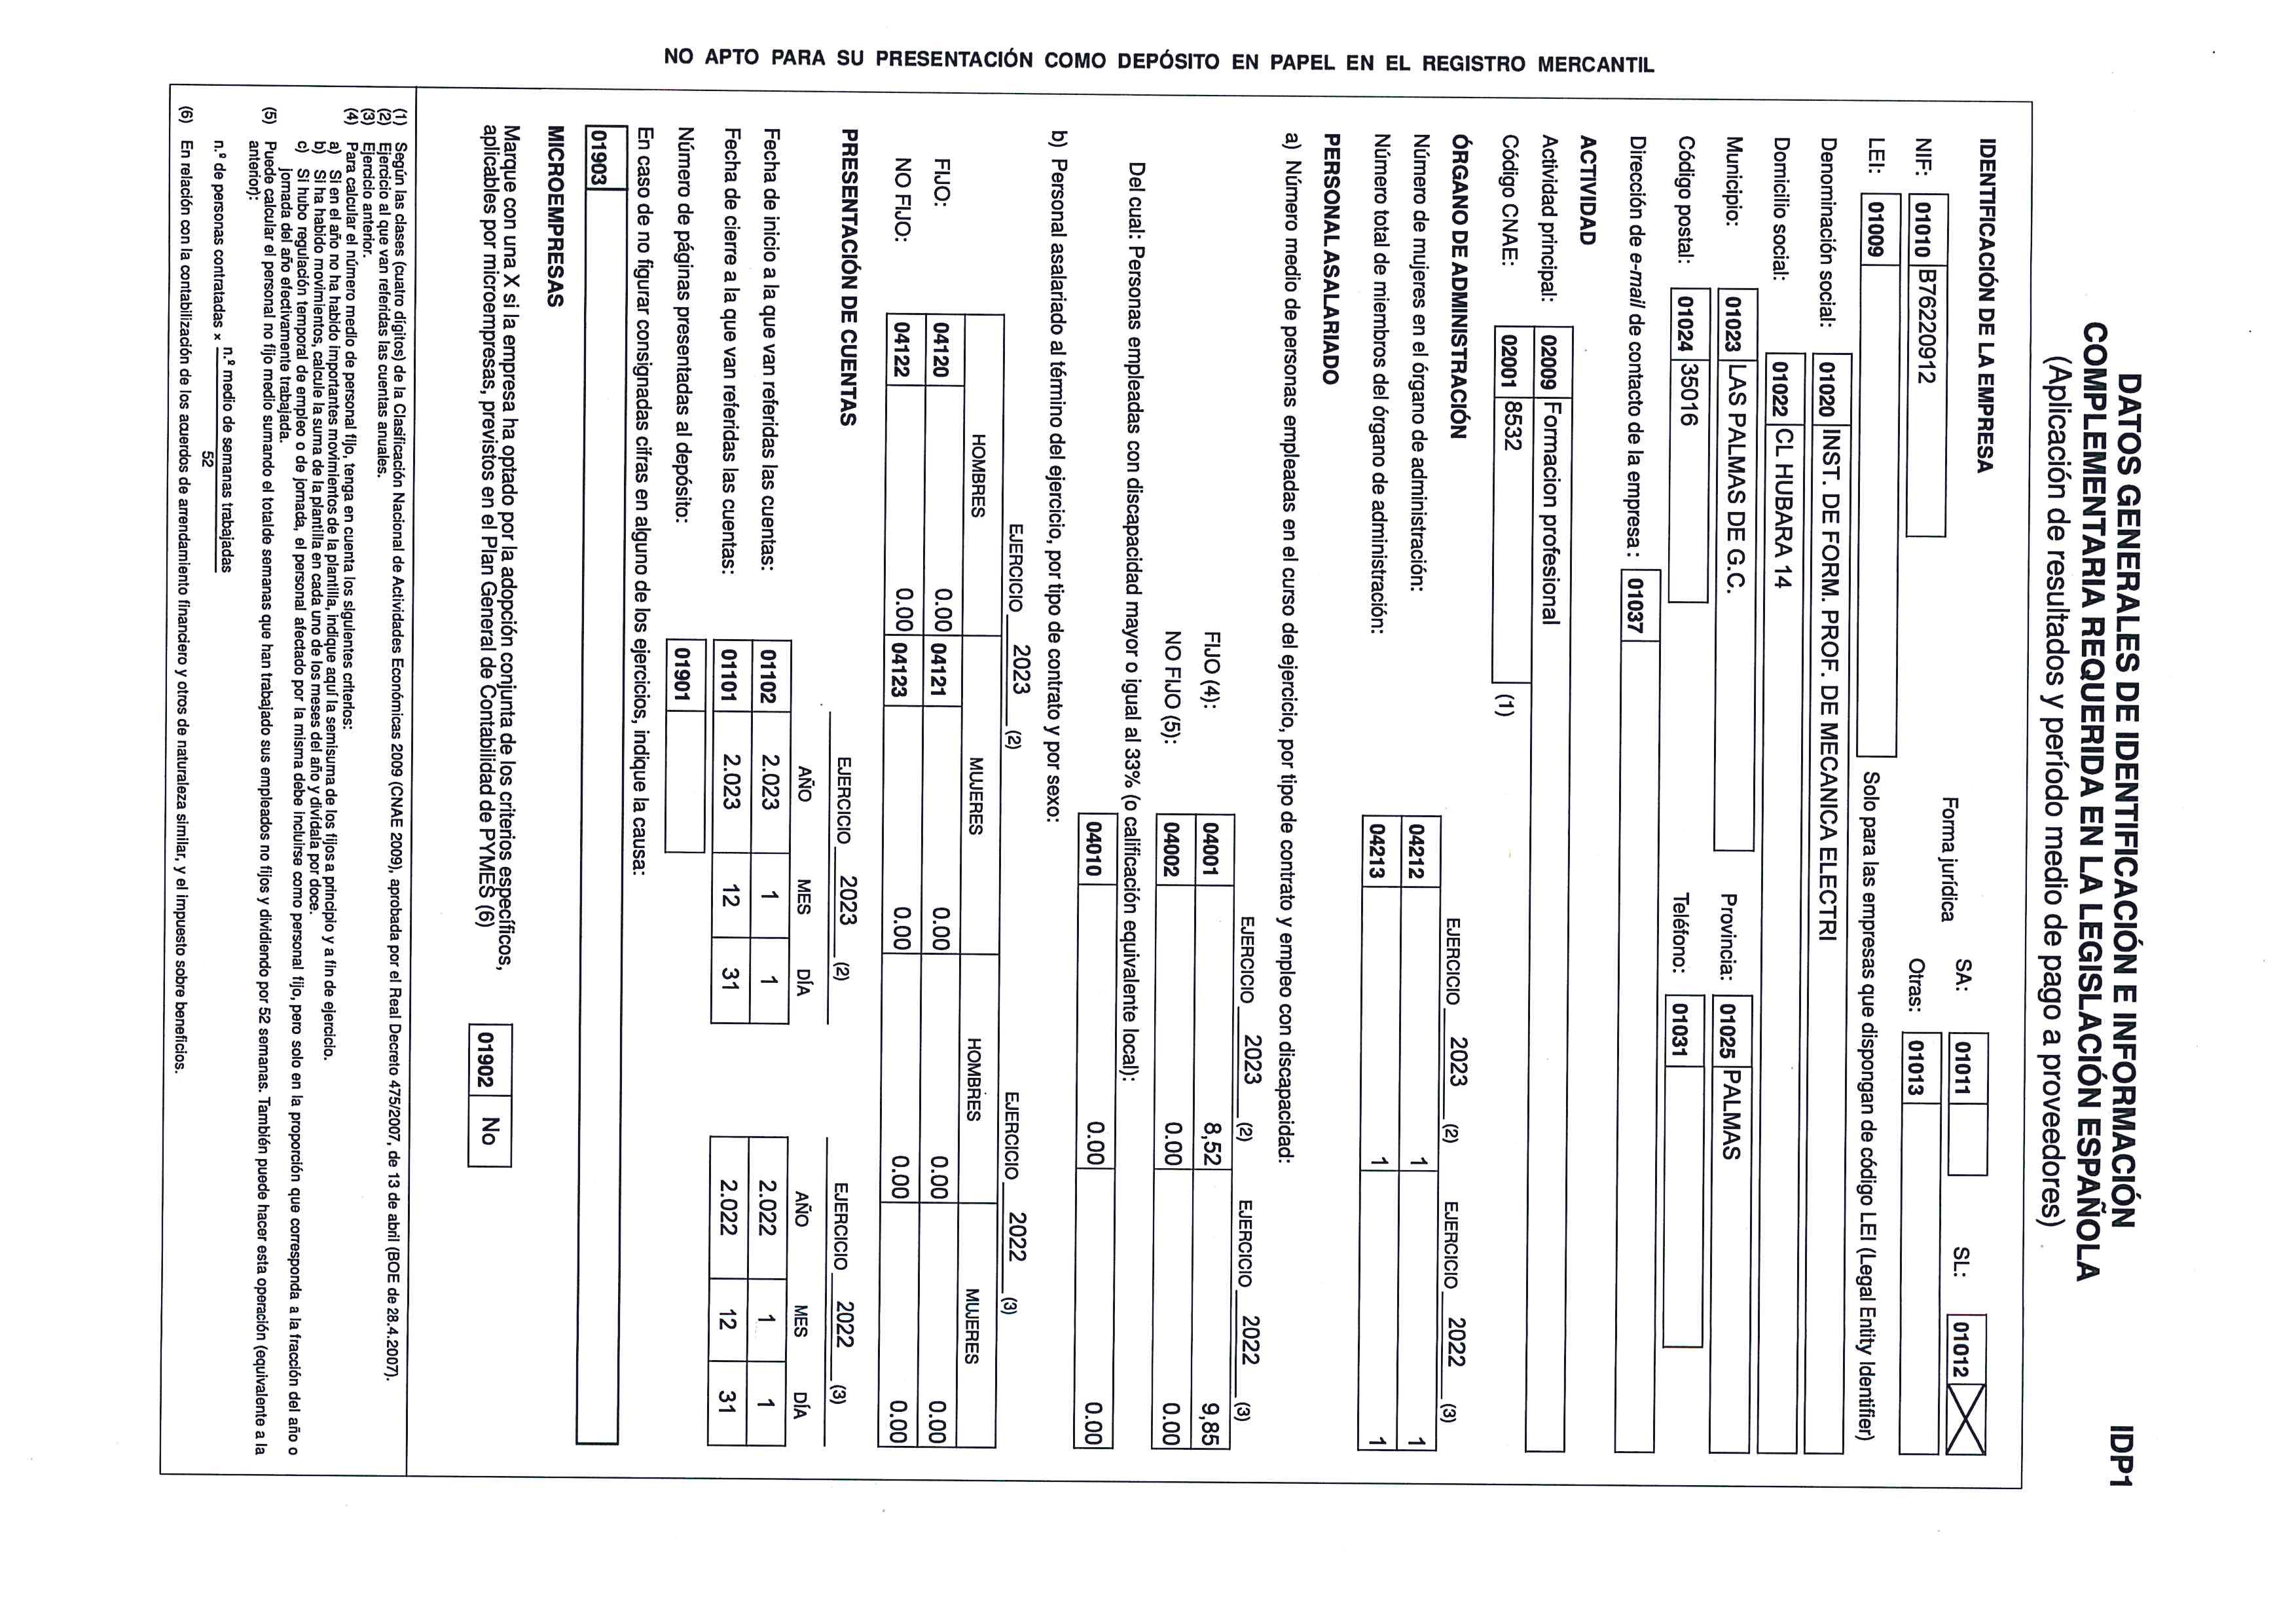 DATOS GENERALES DE IDENTIFICACIÓN E INFORMACIÓN IDP1
COMPLEMENTARIA REQUERIDA EN LA LEGISLACIÓN ESPAÑOLA
(Aplicación de resultados y período medio de pago a proveedores)
IDENTIFICACIÓN DE LA EMPRESA
Forma jurídica SA: 01011 SL: 01012 X
NIF: 01010 B76220912 Otras: 01013
LEI: 01009 Solo para las empresas que dispongan de código LEI (Legal Entity Identifier)
Denominación social: 01020 INST. DE FORM. PROF. DE MECANICA ELECTRI
Domicilio social: 01022 CL HUBARA 14
Municipio: 01023 LAS PALMAS DE G.C. Provincia: 01025 PALMAS
Código postal: 01024 35016 Teléfono: 01031
Dirección de e-mail de contacto de la empresa : 01037
ACTIVIDAD
Actividad principal: 02009 Formacion profesional
Código CNAE: 02001 8532 (1)
ÓRGANO DE ADMINISTRACIÓN EJERCICIO 2023 (2) EJERCICIO 2022 (3)
Número de mujeres en el órgano de administración: 04212 1 1
Número total de miembros del órgano de administración: 04213 1 1
PERSONAL ASALARIADO
a) Número medio de personas empleadas en el curso del ejercicio, por tipo de contrato y empleo con discapacidad:
EJERCICIO 2023 (2) EJERCICIO 2022 (3)
FIJO (4): 04001 8,52 9,85
NO FIJO (5): 04002 0.00 0.00
Del cual: Personas empleadas con discapacidad mayor o igual al 33% (o calificación equivalente local):
04010 0.00 0.00
b) Personal asalariado al término del ejercicio, por tipo de contrato y por sexo:
EJERCICIO 2023 (2) EJERCICIO 2022 (3)
HOMBRES MUJERES HOMBRES MUJERES
FIJO: 04120 0.00 04121 0.00 0.00 0.00
NO FIJO: 04122 0.00 04123 0.00 0.00 0.00
PRESENTACIÓN DE CUENTAS EJERCICIO 2023 (2) EJERCICIO 2022 (3)
AÑO MES DÍA AÑO MES DÍA
Fecha de inicio a la que van referidas las cuentas: 01102 2.023 1 1 2.022 1 1
Fecha de cierre a la que van referidas las cuentas: 01101 2.023 12 31 2.022 12 31
Número de páginas presentadas al depósito: 01901
En caso de no figurar consignadas cifras en alguno de los ejercicios, indique la causa:
01903
MICROEMPRESAS
Marque con una X si la empresa ha optado por la adopción conjunta de los criterios específicos,
aplicables por microempresas, previstos en el Plan General de Contabilidad de PYMES (6) 01902 No
(1) Según las clases (cuatro dígitos) de la Clasificación Nacional de Actividades Económicas 2009 (CNAE 2009), aprobada por el Real Decreto 475/2007, de 13 de abril (BOE de 28.4.2007).
(2) Ejercicio al que van referidas las cuentas anuales.
(3) Ejercicio anterior.
(4) Para calcular el número medio de personal fijo, tenga en cuenta los siguientes criterios:
a) Si en el año no ha habido importantes movimientos de la plantilla, indique aquí la semisuma de los fijos a principio y a fin de ejercicio.
b) Si ha habido movimientos, calcule la suma de la plantilla en cada uno de los meses del año y divídala por doce.
c) Si hubo regulación temporal de empleo o de jornada, el personal afectado por la misma debe incluirse como personal fijo, pero solo en la proporción que corresponda a la fracción del año o
jornada del año efectivamente trabajada.
(5) Puede calcular el personal no fijo medio sumando el total de semanas que han trabajado sus empleados no fijos y dividiendo por 52 semanas. También puede hacer esta operación (equivalente a la
anterior):
n.º de personas contratadas × n.º medio de semanas trabajadas
52
(6) En relación con la contabilización de los acuerdos de arrendamiento financiero y otros de naturaleza similar, y el impuesto sobre beneficios.
NO APTO PARA SU PRESENTACIÓN COMO DEPÓSITO EN PAPEL EN EL REGISTRO MERCANTIL